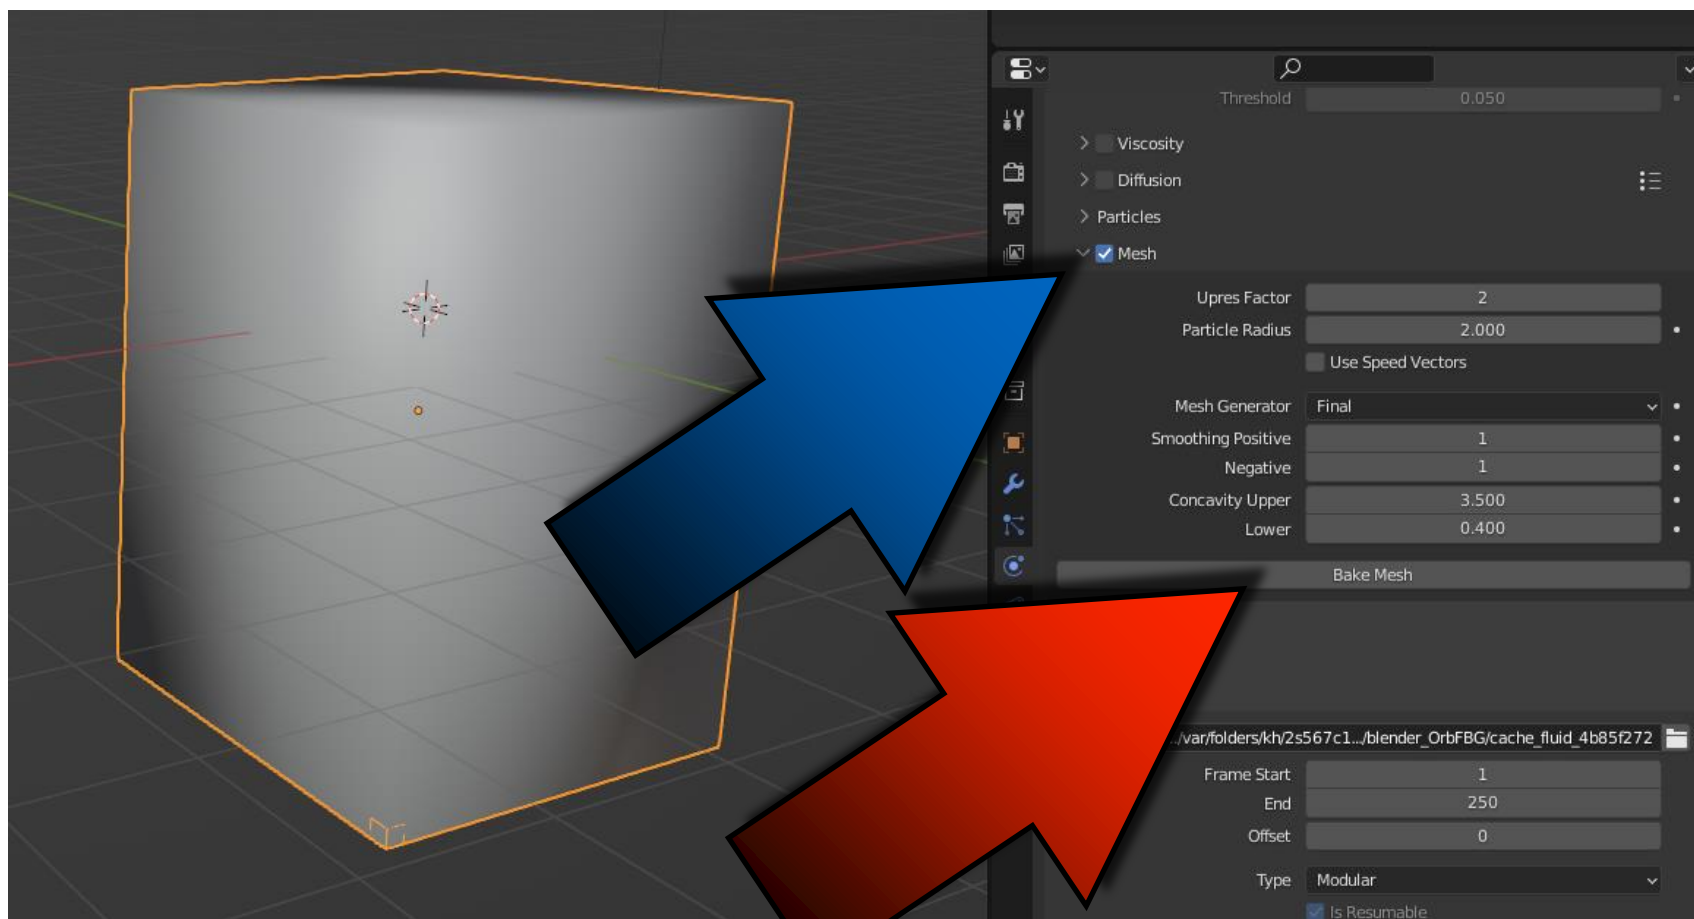 Threshold 0.050
Viscosity
Diffusion
Particles
Mesh
Upres Factor 2
Particle Radius 2.000
Use Speed Vectors
Mesh Generator Final
Smoothing Positive 1
Negative 1
Concavity Upper 3.500
Lower 0.400
Bake Mesh
/var/folders/kh/2s567c1.../blender_OrbFBG/cache_fluid_4b85f272
Frame Start 1
End 250
Offset 0
Type Modular
Is Resumable